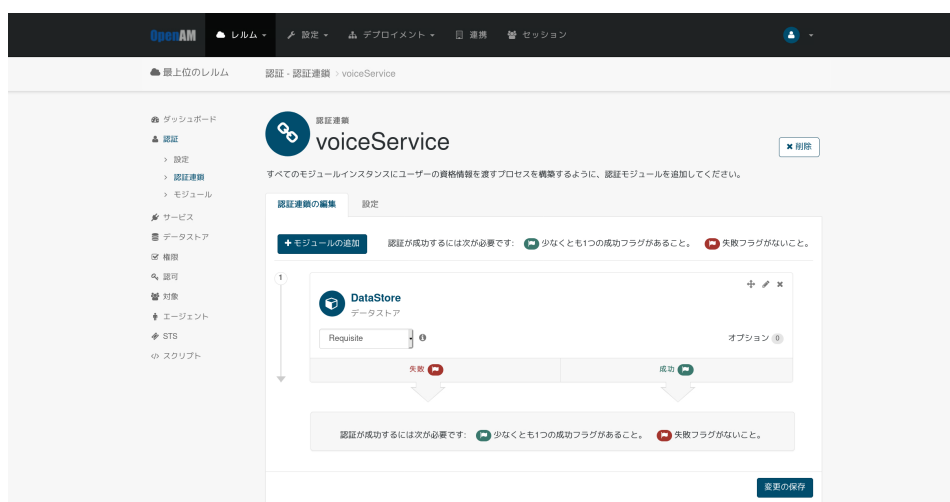 OpenAM レルム 設定 デプロイメント 連携 セッション
最上位のレルム 認証 - 認証連鎖 > voiceService
ダッシュボード
認証
> 設定
> 認証連鎖
> モジュール
サービス
データストア
権限
認可
対象
エージェント
STS
スクリプト
認証連鎖
voiceService
削除
すべてのモジュールインスタンスにユーザーの資格情報を渡すプロセスを構築するように、認証モジュールを追加してください。
認証連鎖の編集 設定
モジュールの追加 認証が成功するには次が必要です: 少なくとも1つの成功フラグがあること。 失敗フラグがないこと。
1
DataStore
データストア
Requisite オプション 0
失敗 成功
認証が成功するには次が必要です: 少なくとも1つの成功フラグがあること。 失敗フラグがないこと。
変更の保存